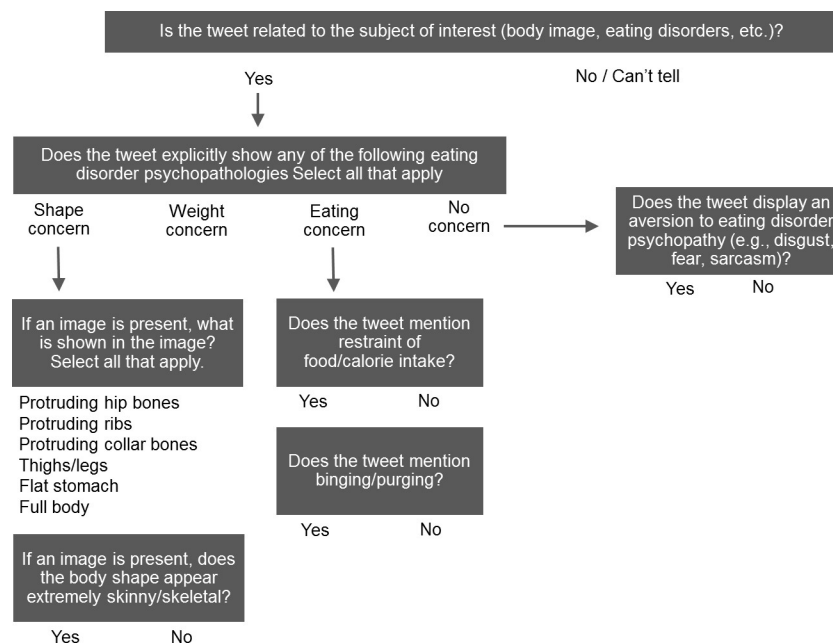 Is the tweet related to the subject of interest (body image, eating disorders, etc.)?
Yes
No / Can't tell
Does the tweet explicitly show any of the following eating
disorder psychopathologies Select all that apply
Shape
concern
Weight
concern
Eating
concern
No
concern
Does the tweet display an
aversion to eating disorder
psychopathy (e.g., disgust,
fear, sarcasm)?
Yes
No
If an image is present, what
is shown in the image?
Select all that apply.
Protruding hip bones
Protruding ribs
Protruding collar bones
Thighs/legs
Flat stomach
Full body
If an image is present, does
the body shape appear
extremely skinny/skeletal?
Yes
No
Does the tweet mention
restraint of
food/calorie intake?
Yes
No
Does the tweet mention
binging/purging?
Yes
No